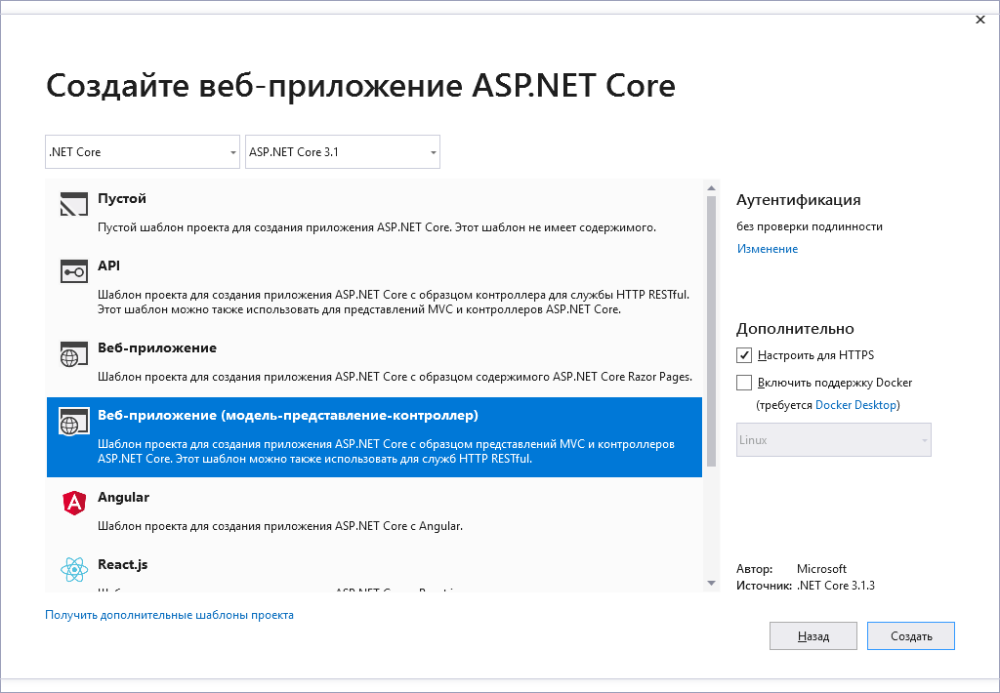 Создайте веб-приложение ASP.NET Core
.NET Core
ASP.NET Core 3.1
Пустой
Пустой шаблон проекта для создания приложения ASP.NET Core. Этот шаблон не имеет содержимого.
API
Шаблон проекта для создания приложения ASP.NET Core с образцом контроллера для службы HTTP RESTful.
Этот шаблон можно также использовать для представлений MVC и контроллеров ASP.NET Core.
Веб-приложение
Шаблон проекта для создания приложения ASP.NET Core с образцом содержимого ASP.NET Core Razor Pages.
Веб-приложение (модель-представление-контроллер)
Шаблон проекта для создания приложения ASP.NET Core с образцом представлений MVC и контроллеров
ASP.NET Core. Этот шаблон можно также использовать для служб HTTP RESTful.
Angular
Шаблон проекта для создания приложения ASP.NET Core с Angular.
React.js
Получить дополнительные шаблоны проекта
Аутентификация
без проверки подлинности
Изменение
Дополнительно
Настроить для HTTPS
Включить поддержку Docker
(требуется Docker Desktop)
Linux
Автор: Microsoft
Источник: .NET Core 3.1.3
Назад
Создать